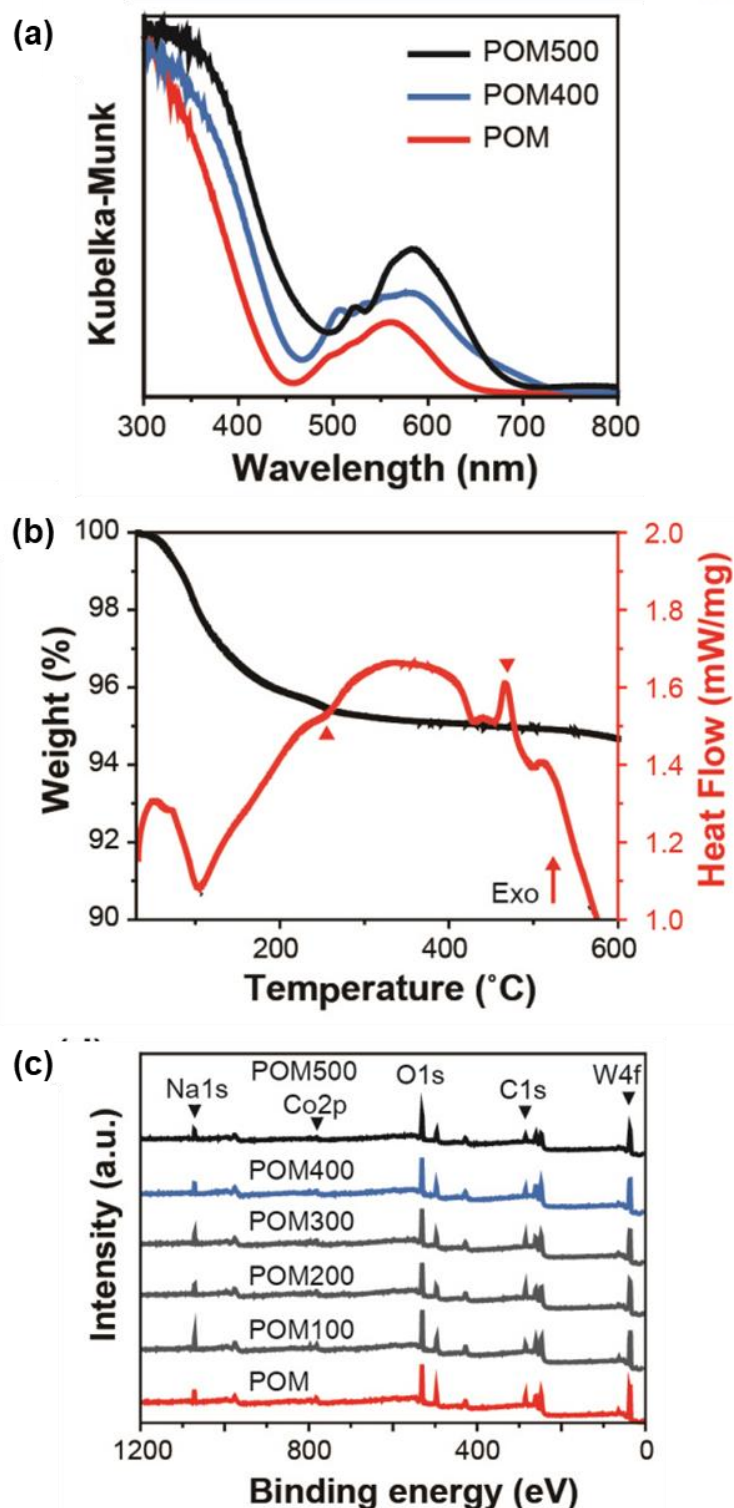 (a)
POM500
POM400
POM
Kubelka-Munk
300 400 500 600 700 800
Wavelength (nm)
(b)
100
98
96
94
92
90
Weight (%)
2.0
1.8
1.6
1.4
1.2
1.0
Heat Flow (mW/mg)
Exo
200 400 600
Temperature (˚C)
(c)
POM500
Na1s
Co2p
O1s
C1s
W4f
POM400
POM300
POM200
POM100
POM
Intensity (a.u.)
1200 800 400 0
Binding energy (eV)